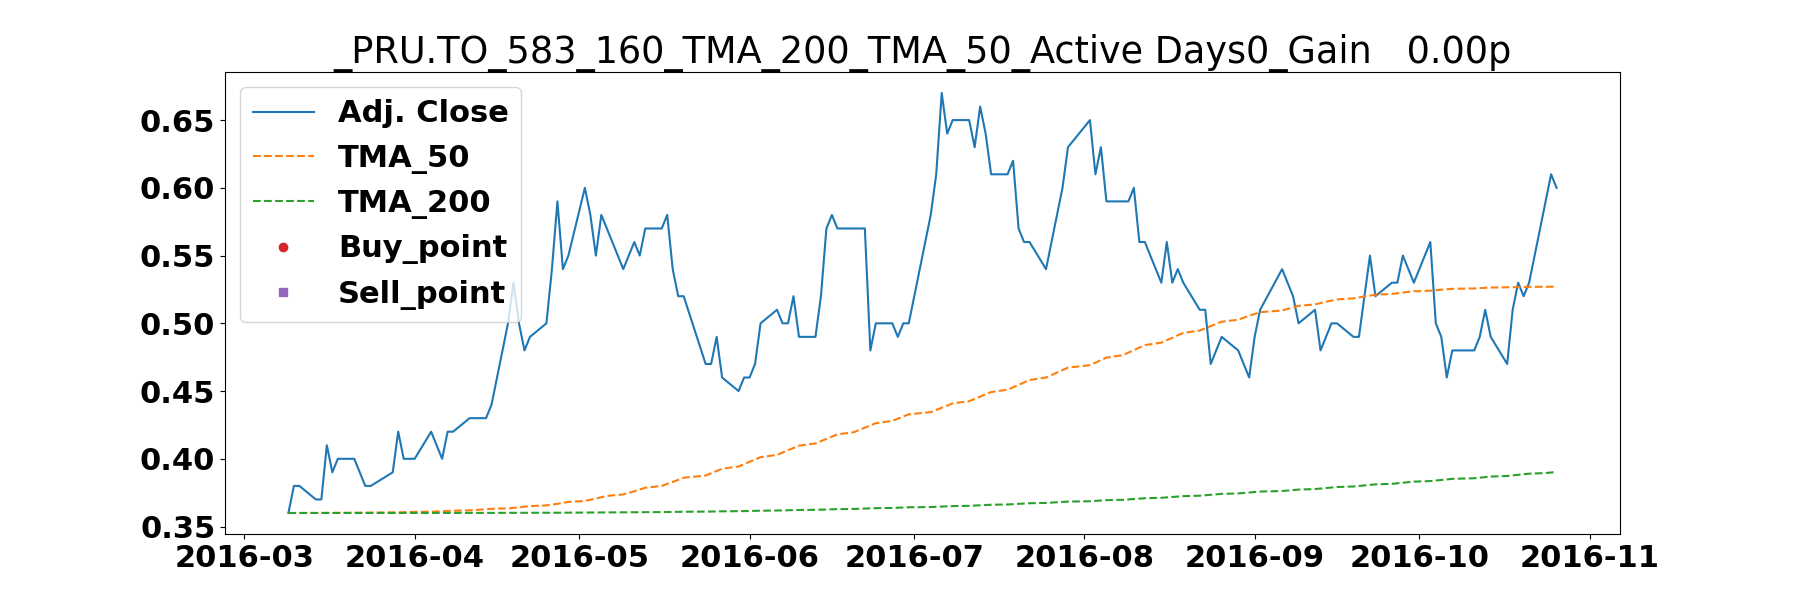 _PRU.TO_583_160_TMA_200_TMA_50_Active Days0_Gain   0.00p
Adj. Close
TMA_50
TMA_200
Buy_point
Sell_point
0.65
0.60
0.55
0.50
0.45
0.40
0.35
2016-03 2016-04 2016-05 2016-06 2016-07 2016-08 2016-09 2016-10 2016-11